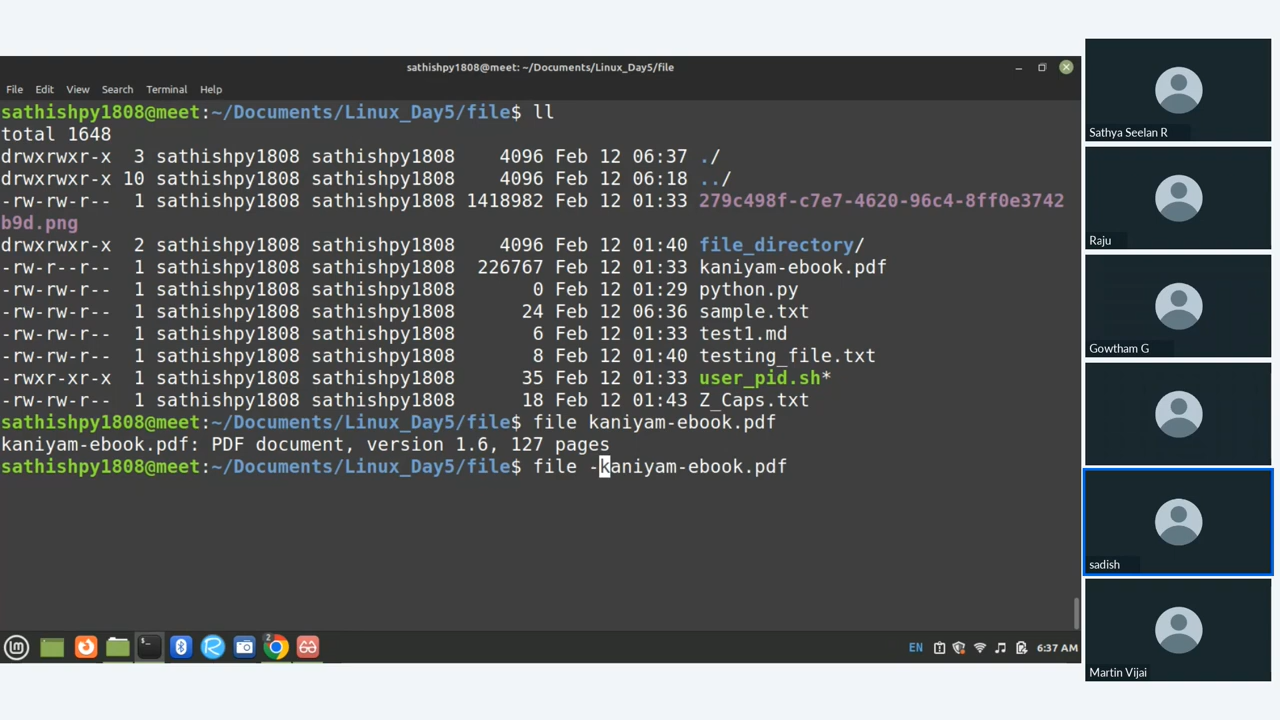 sathishpy1808@meet: ~/Documents/Linux_Day5/file
File Edit View Search Terminal Help
sathishpy1808@meet:~/Documents/Linux_Day5/file$ ll
total 1648
drwxrwxr-x 3 sathishpy1808 sathishpy1808 4096 Feb 12 06:37 ./
drwxrwxr-x 10 sathishpy1808 sathishpy1808 4096 Feb 12 06:18 ../
-rw-rw-r-- 1 sathishpy1808 sathishpy1808 1418982 Feb 12 01:33 279c498f-c7e7-4620-96c4-8ff0e3742
b9d.png
drwxrwxr-x 2 sathishpy1808 sathishpy1808 4096 Feb 12 01:40 file_directory/
-rw-r--r-- 1 sathishpy1808 sathishpy1808 226767 Feb 12 01:33 kaniyam-ebook.pdf
-rw-rw-r-- 1 sathishpy1808 sathishpy1808 0 Feb 12 01:29 python.py
-rw-rw-r-- 1 sathishpy1808 sathishpy1808 24 Feb 12 06:36 sample.txt
-rw-rw-r-- 1 sathishpy1808 sathishpy1808 6 Feb 12 01:33 test1.md
-rw-rw-r-- 1 sathishpy1808 sathishpy1808 8 Feb 12 01:40 testing_file.txt
-rwxr-xr-x 1 sathishpy1808 sathishpy1808 35 Feb 12 01:33 user_pid.sh*
-rw-rw-r-- 1 sathishpy1808 sathishpy1808 18 Feb 12 01:43 Z_Caps.txt
sathishpy1808@meet:~/Documents/Linux_Day5/file$ file kaniyam-ebook.pdf
kaniyam-ebook.pdf: PDF document, version 1.6, 127 pages
sathishpy1808@meet:~/Documents/Linux_Day5/file$ file -kaniyam-ebook.pdf
2
EN
6:37 AM
Sathya Seelan R
Raju
Gowtham G
sadish
Martin Vijai